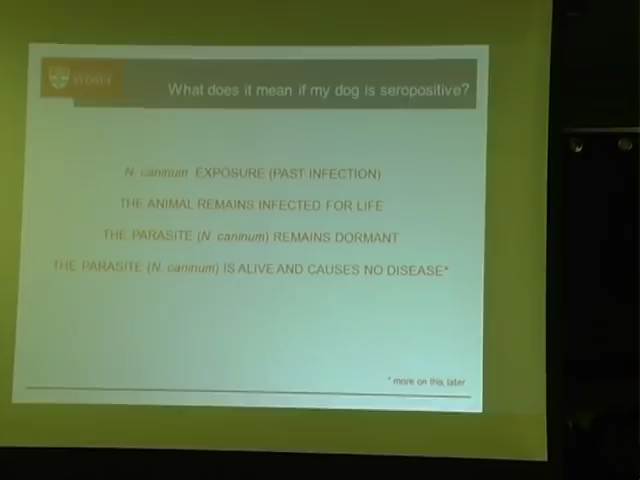 SYDNEY
What does it mean if my dog is seropositive?
N. caninum EXPOSURE (PAST INFECTION)
THE ANIMAL REMAINS INFECTED FOR LIFE
THE PARASITE (N. caninum) REMAINS DORMANT
THE PARASITE (N. caninum) IS ALIVE AND CAUSES NO DISEASE*
* more on this, later